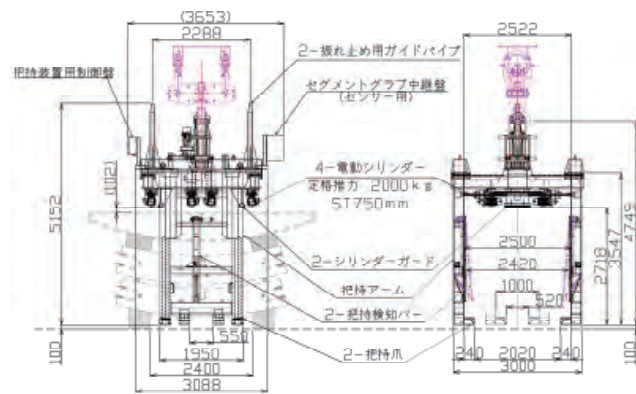 (3653)
2288
2522
2-振れ止め用ガイドパイプ
把持装置用制御盤
セグメントグラブ中継盤
(センサー用)
4-電動シリンダー
定格推力 2000kg
ST750mm
(102)
5152
2-シリンダーガード
把持アーム
2-把持検知バー
2-把持爪
2500
2420
1000
520
2718
3547
4749
550
100
1950
2400
3088
240
2020
240
3000
100